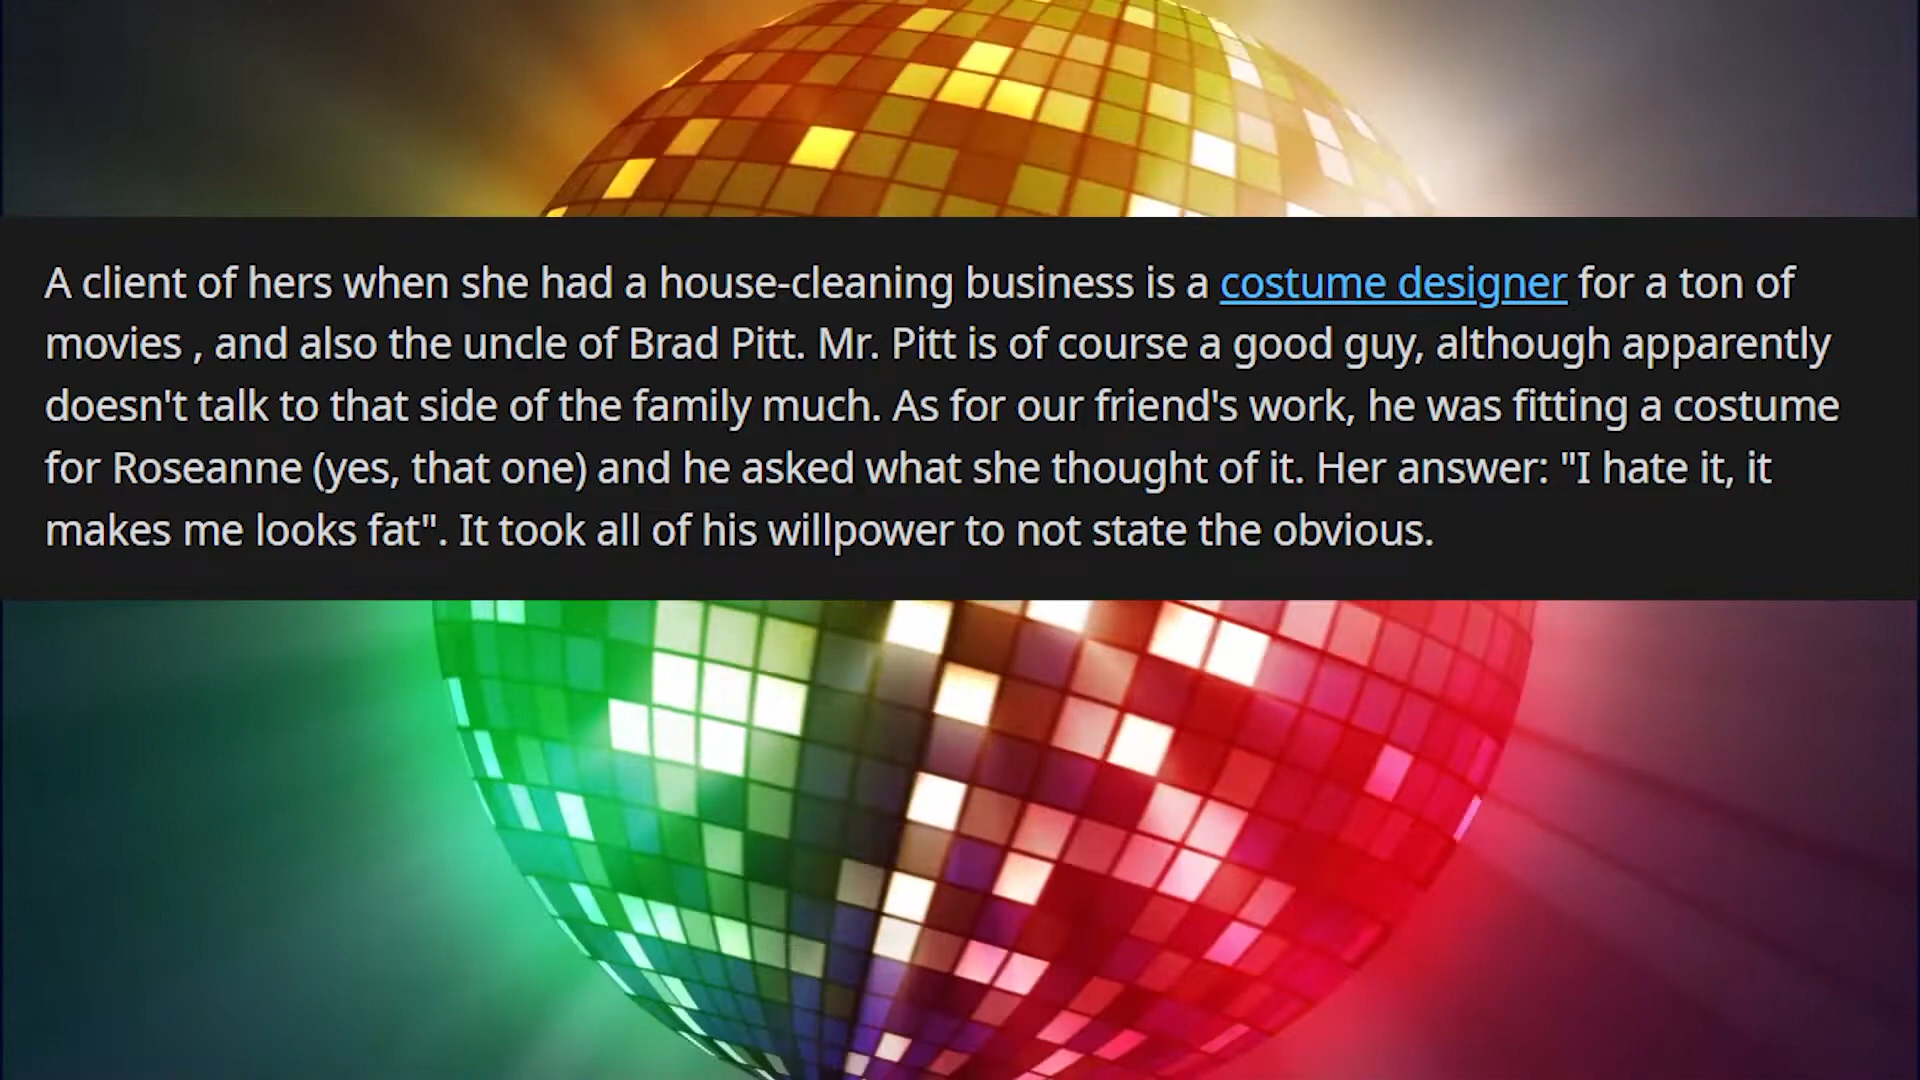 A client of hers when she had a house-cleaning business is a costume designer for a ton of
movies , and also the uncle of Brad Pitt. Mr. Pitt is of course a good guy, although apparently
doesn't talk to that side of the family much. As for our friend's work, he was fitting a costume
for Roseanne (yes, that one) and he asked what she thought of it. Her answer: "I hate it, it
makes me looks fat". It took all of his willpower to not state the obvious.